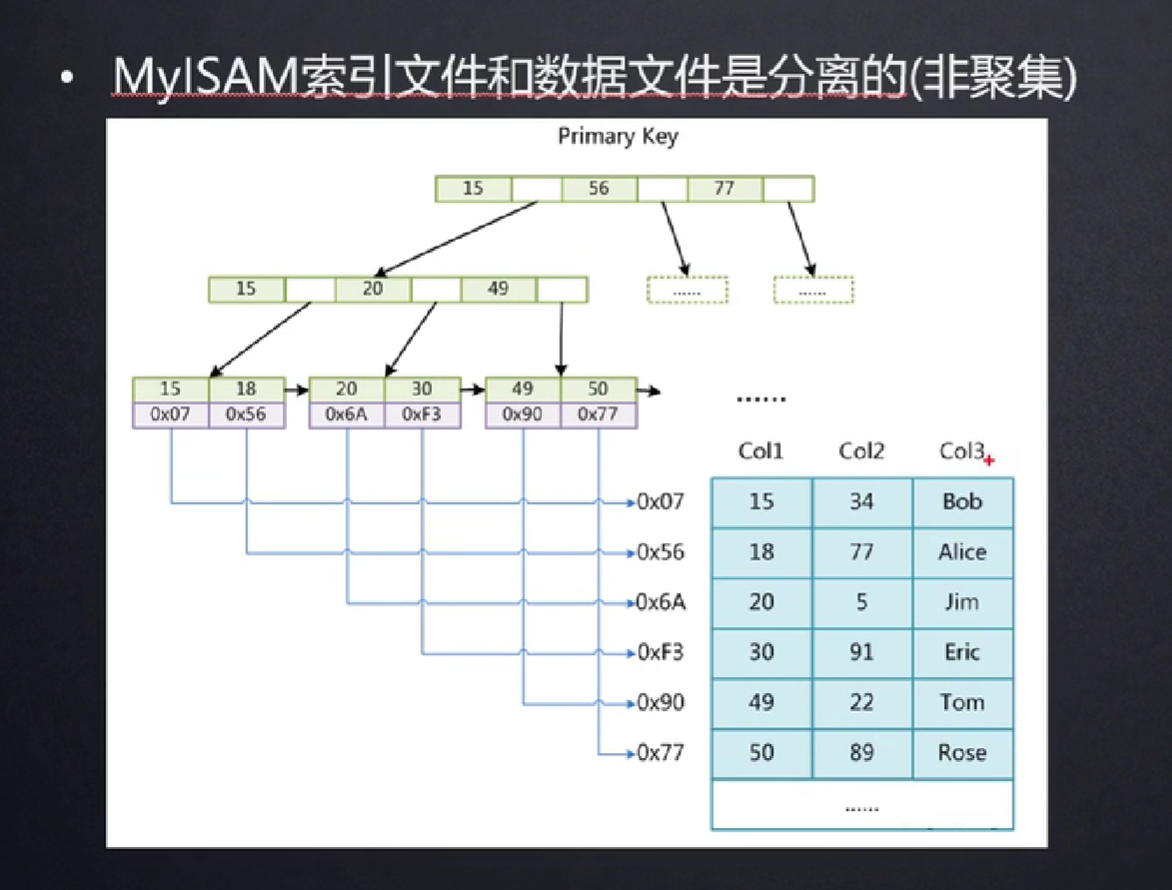 • MyISAM索引文件和数据文件是分离的(非聚集)
Primary Key
15 56 77
15 20 49 ...... ......
15 18 20 30 49 50
0x07 0x56 0x6A 0xF3 0x90 0x77
......
Col1 Col2 Col3
0x07 15 34 Bob
0x56 18 77 Alice
0x6A 20 5 Jim
0xF3 30 91 Eric
0x90 49 22 Tom
0x77 50 89 Rose
......